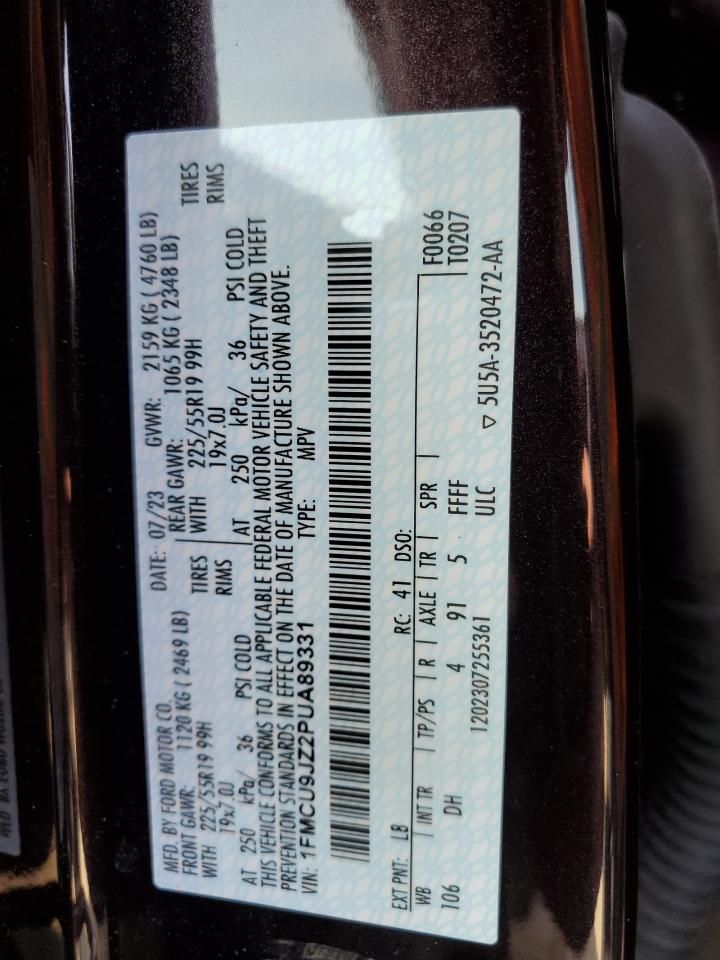 MFD. BY FORD MOTOR CO.
DATE: 07/23 GVWR: 2159 KG ( 4760 LB)
FRONT GAWR: 1120 KG ( 2469 LB) REAR GAWR: 1065 KG ( 2348 LB)
WITH 225/55R19 99H TIRES WITH 225/55R19 99H TIRES
19x7.0J RIMS 19x7.0J RIMS
AT 250 kPa/ 36 PSI COLD AT 250 kPa/ 36 PSI COLD
THIS VEHICLE CONFORMS TO ALL APPLICABLE FEDERAL MOTOR VEHICLE SAFETY AND THEFT
PREVENTION STANDARDS IN EFFECT ON THE DATE OF MANUFACTURE SHOWN ABOVE.
VIN: 1FMCU9JZ2PUA89331 TYPE: MPV
EXT PNT: L8 RC: 41 DSO:
WB | INT TR | TP/PS | R | AXLE | TR | SPR | F0066
106 DH 4 91 5 FFFF T0207
1202307255361 ULC ▽ 5U5A-3520472-AA